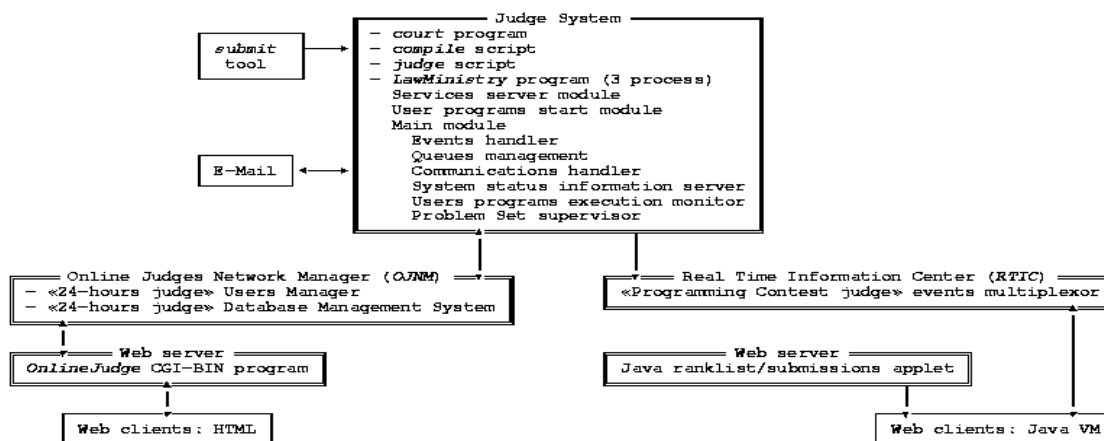 Judge System
submit
tool
– court program
– compile script
– judge script
– LawMinistry program (3 process)
Services server module
User programs start module
Main module
Events handler
Queues management
Communications handler
System status information server
Users programs execution monitor
Problem Set supervisor
E-Mail
Online Judges Network Manager (OJNM)
– «24-hours judge» Users Manager
– «24-hours judge» Database Management System
Real Time Information Center (RTIC)
«Programming Contest judge» events multiplexor
Web server
OnlineJudge CGI-BIN program
Web server
Java ranklist/submissions applet
Web clients: HTML
Web clients: Java VM